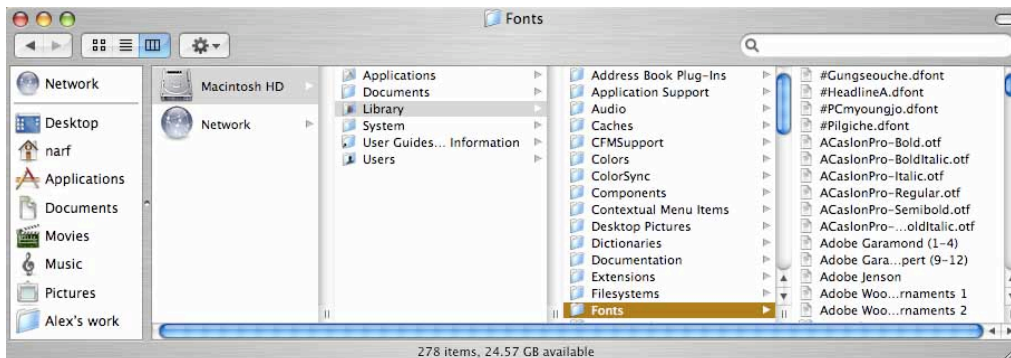 Fonts
Network
Desktop
narf
Applications
Documents
Movies
Music
Pictures
Alex's work
Macintosh HD
Network
Applications
Documents
Library
System
User Guides... Information
Users
Address Book Plug-Ins
Application Support
Audio
Caches
CFMSupport
Colors
ColorSync
Components
Contextual Menu Items
Desktop Pictures
Dictionaries
Documentation
Extensions
Filesystems
Fonts
#Gungseouche.dfont
#HeadlineA.dfont
#PCmyoungjo.dfont
#Pilgiche.dfont
ACaslonPro-Bold.otf
ACaslonPro-BoldItalic.otf
ACaslonPro-Italic.otf
ACaslonPro-Regular.otf
ACaslonPro-Semibold.otf
ACaslonPro-...oldItalic.otf
Adobe Garamond (1-4)
Adobe Gara...pert (9-12)
Adobe Jenson
Adobe Woo...rnaments 1
Adobe Woo...rnaments 2
278 items, 24.57 GB available